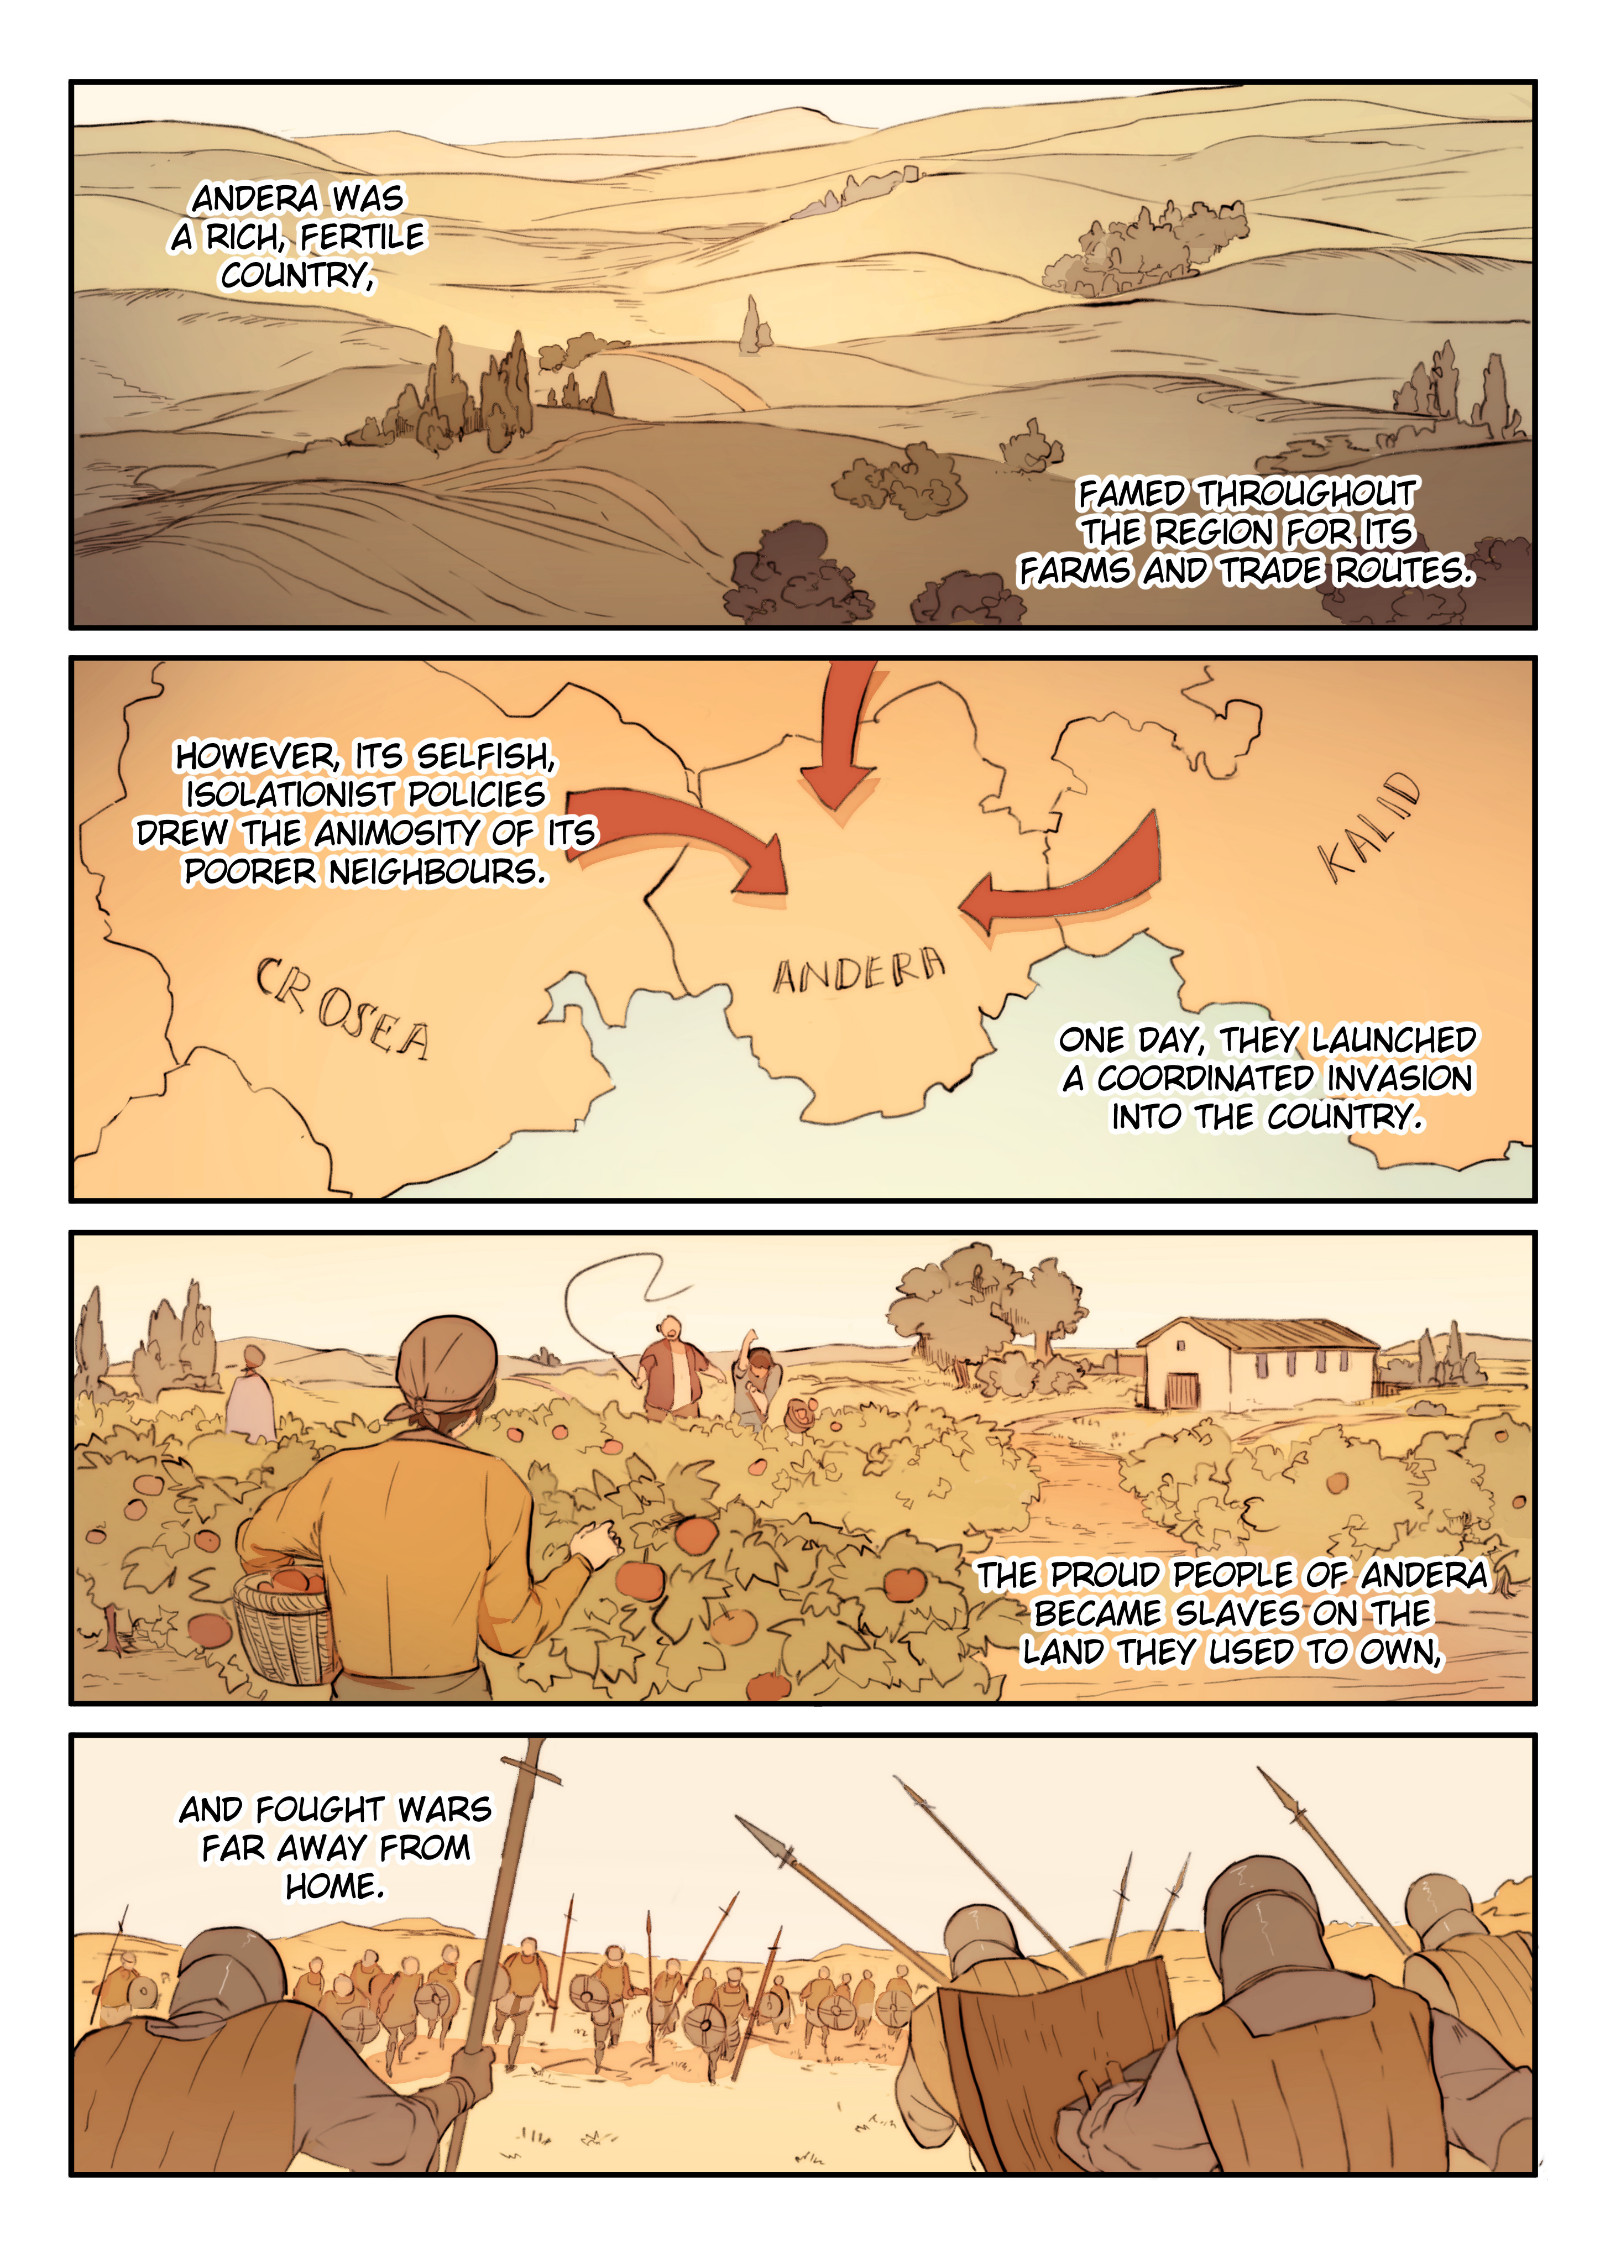 ANDERA WAS
A RICH, FERTILE
COUNTRY,
FAMED THROUGHOUT
THE REGION FOR ITS
FARMS AND TRADE ROUTES.
HOWEVER, ITS SELFISH,
ISOLATIONIST POLICIES
DREW THE ANIMOSITY OF ITS
POORER NEIGHBOURS.
KALIID
CROSEA
ANDERA
ONE DAY, THEY LAUNCHED
A COORDINATED INVASION
INTO THE COUNTRY.
THE PROUD PEOPLE OF ANDERA
BECAME SLAVES ON THE
LAND THEY USED TO OWN,
AND FOUGHT WARS
FAR AWAY FROM
HOME.